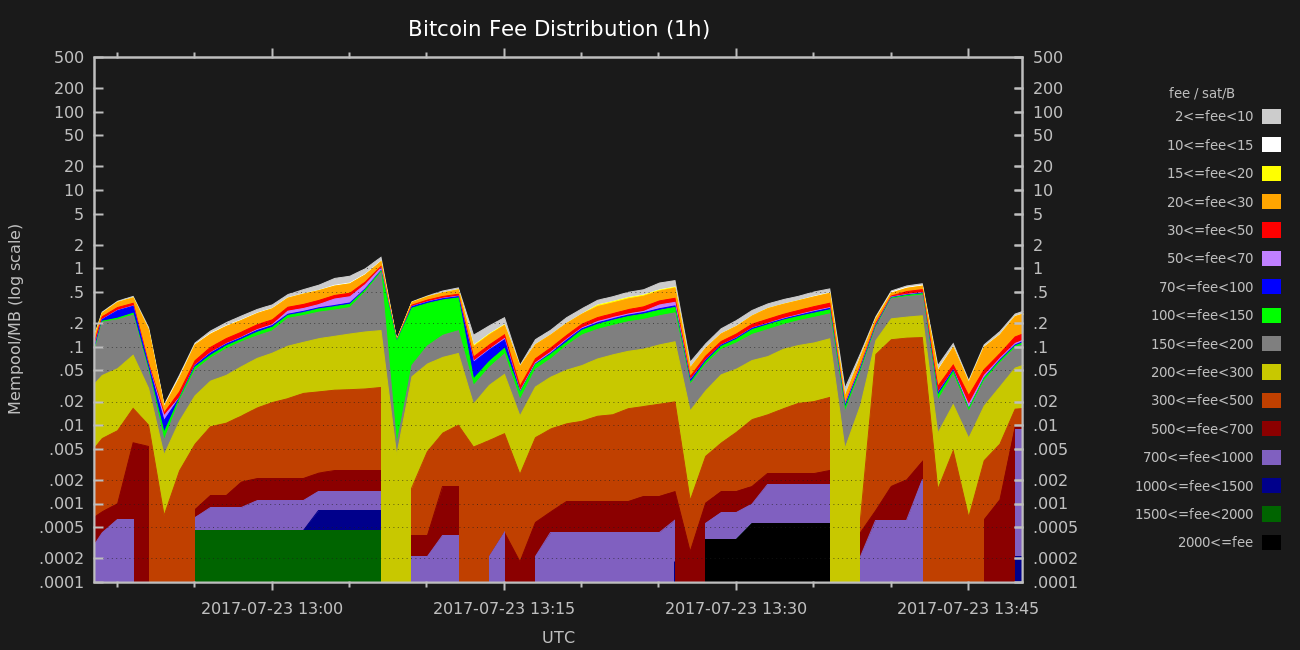 Bitcoin Fee Distribution (1h)
Mempool/MB (log scale)
500
200
100
50
20
10
5
2
1
.5
.2
.1
.05
.02
.01
.005
.002
.001
.0005
.0002
.0001
500
200
100
50
20
10
5
2
1
.5
.2
.1
.05
.02
.01
.005
.002
.001
.0005
.0002
.0001
2017-07-23 13:00
2017-07-23 13:15
2017-07-23 13:30
2017-07-23 13:45
UTC
fee / sat/B
2<=fee<10
10<=fee<15
15<=fee<20
20<=fee<30
30<=fee<50
50<=fee<70
70<=fee<100
100<=fee<150
150<=fee<200
200<=fee<300
300<=fee<500
500<=fee<700
700<=fee<1000
1000<=fee<1500
1500<=fee<2000
2000<=fee